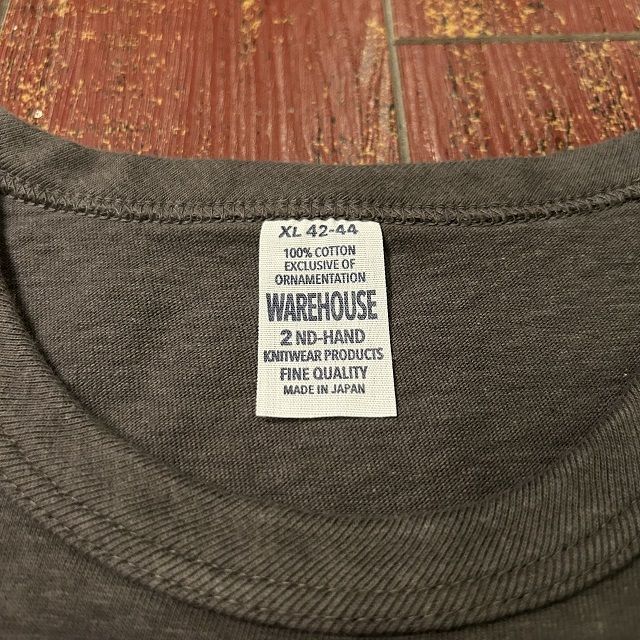 XL 42-44
100% COTTON
EXCLUSIVE OF
ORNAMENTATION
WAREHOUSE
2 ND-HAND
KNITWEAR PRODUCTS
FINE QUALITY
MADE IN JAPAN